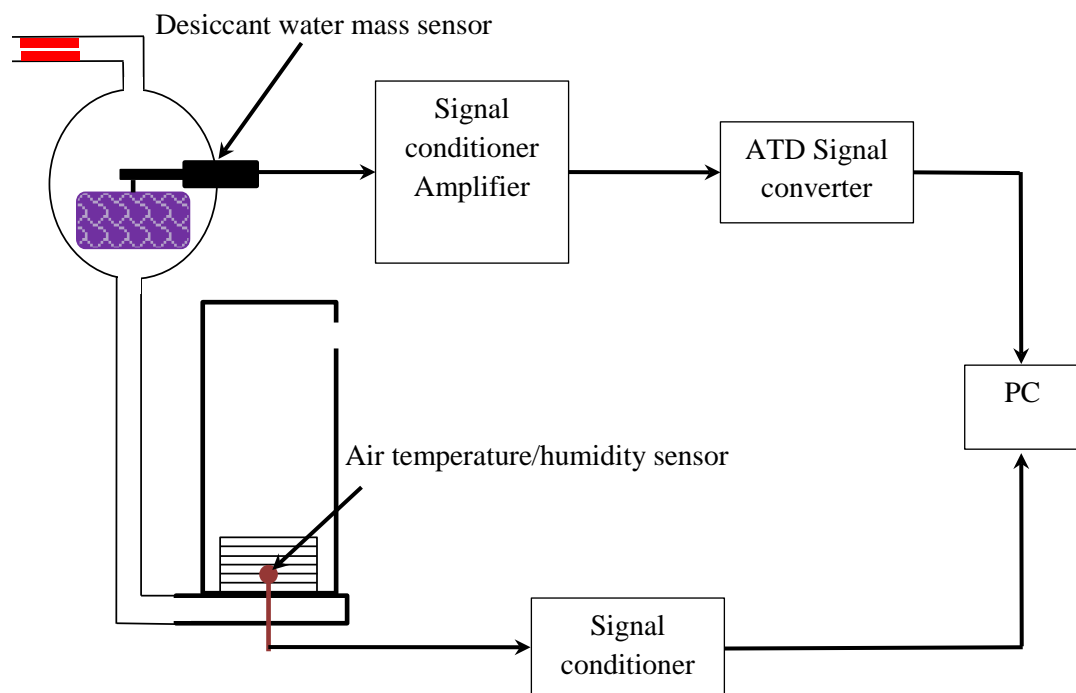 Desiccant water mass sensor
Signal
conditioner
Amplifier
ATD Signal
converter
PC
Air temperature/humidity sensor
Signal
conditioner